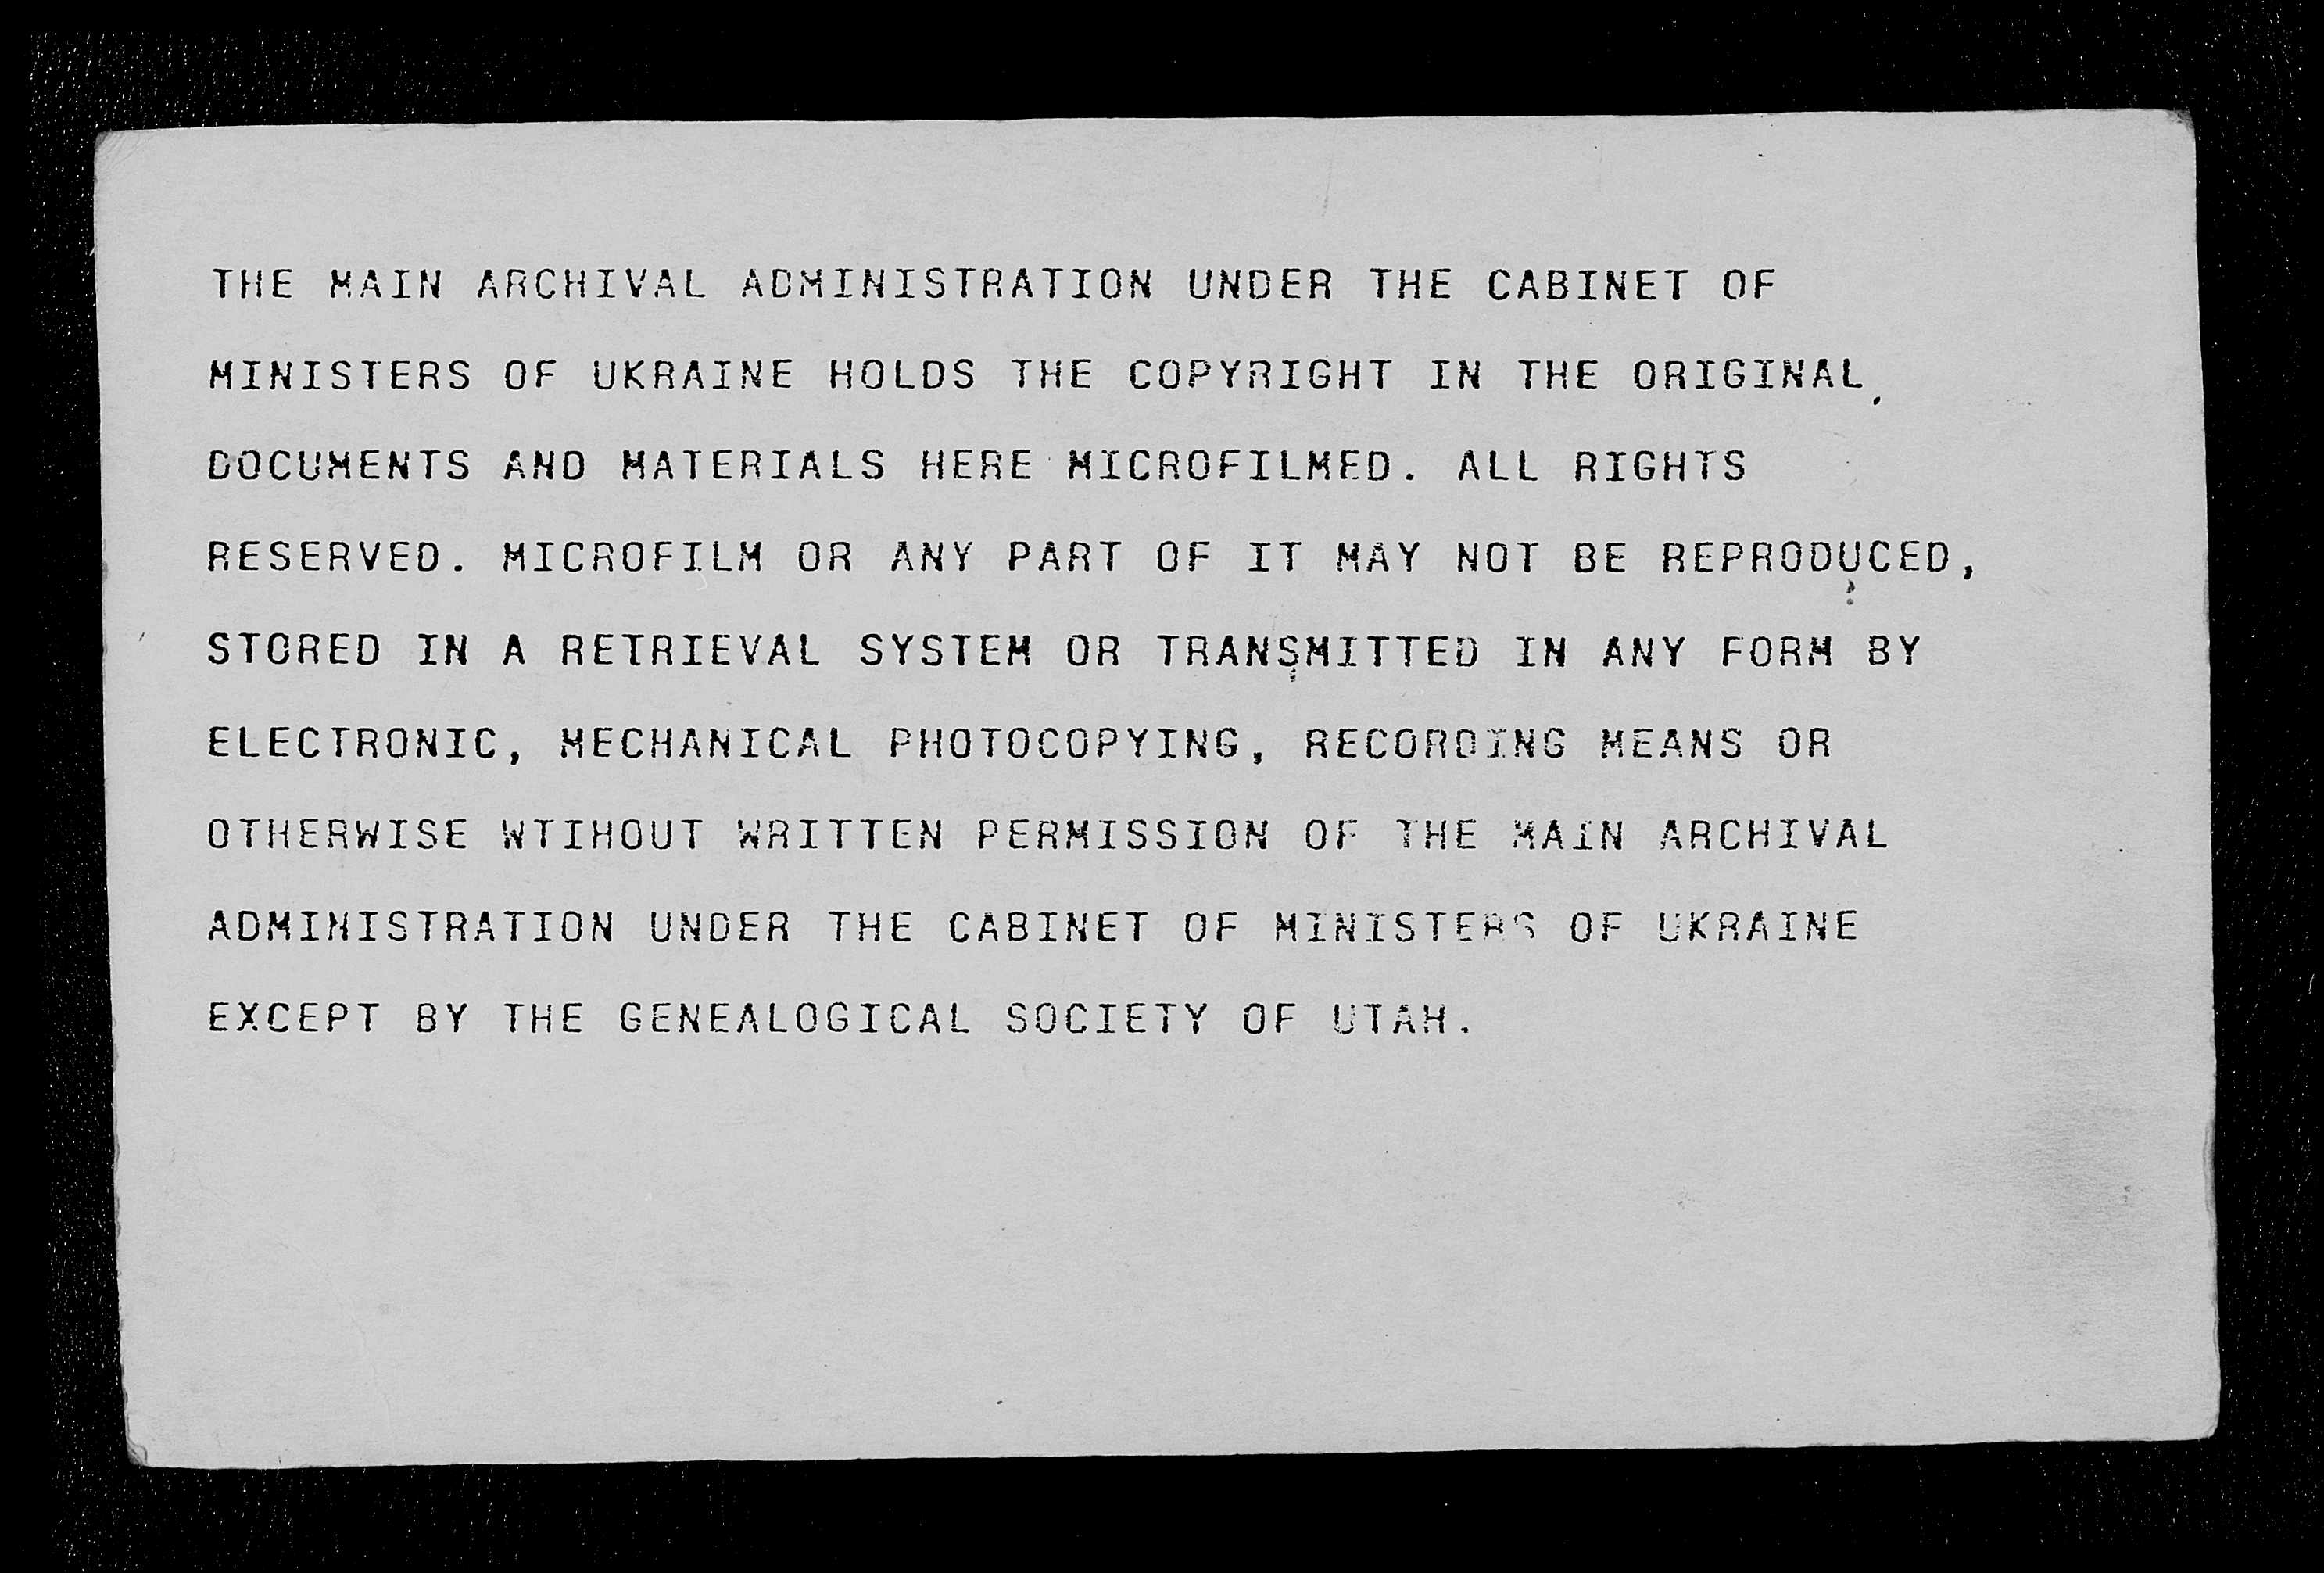 THE MAIN ARCHIVAL ADMINISTRATION UNDER THE CABINET OF
MINISTERS OF UKRAINE HOLDS THE COPYRIGHT IN THE ORIGINAL
DOCUMENTS AND MATERIALS HERE MICROFILMED. ALL RIGHTS
RESERVED. MICROFILM OR ANY PART OF IT MAY NOT BE REPRODUCED,
STORED IN A RETRIEVAL SYSTEM OR TRANSMITTED IN ANY FORM BY
ELECTRONIC, MECHANICAL PHOTOCOPYING, RECORDING MEANS OR
OTHERWISE WTIHOUT WRITTEN PERMISSION OF THE MAIN ARCHIVAL
ADMINISTRATION UNDER THE CABINET OF MINISTERS OF UKRAINE
EXCEPT BY THE GENEALOGICAL SOCIETY OF UTAH.